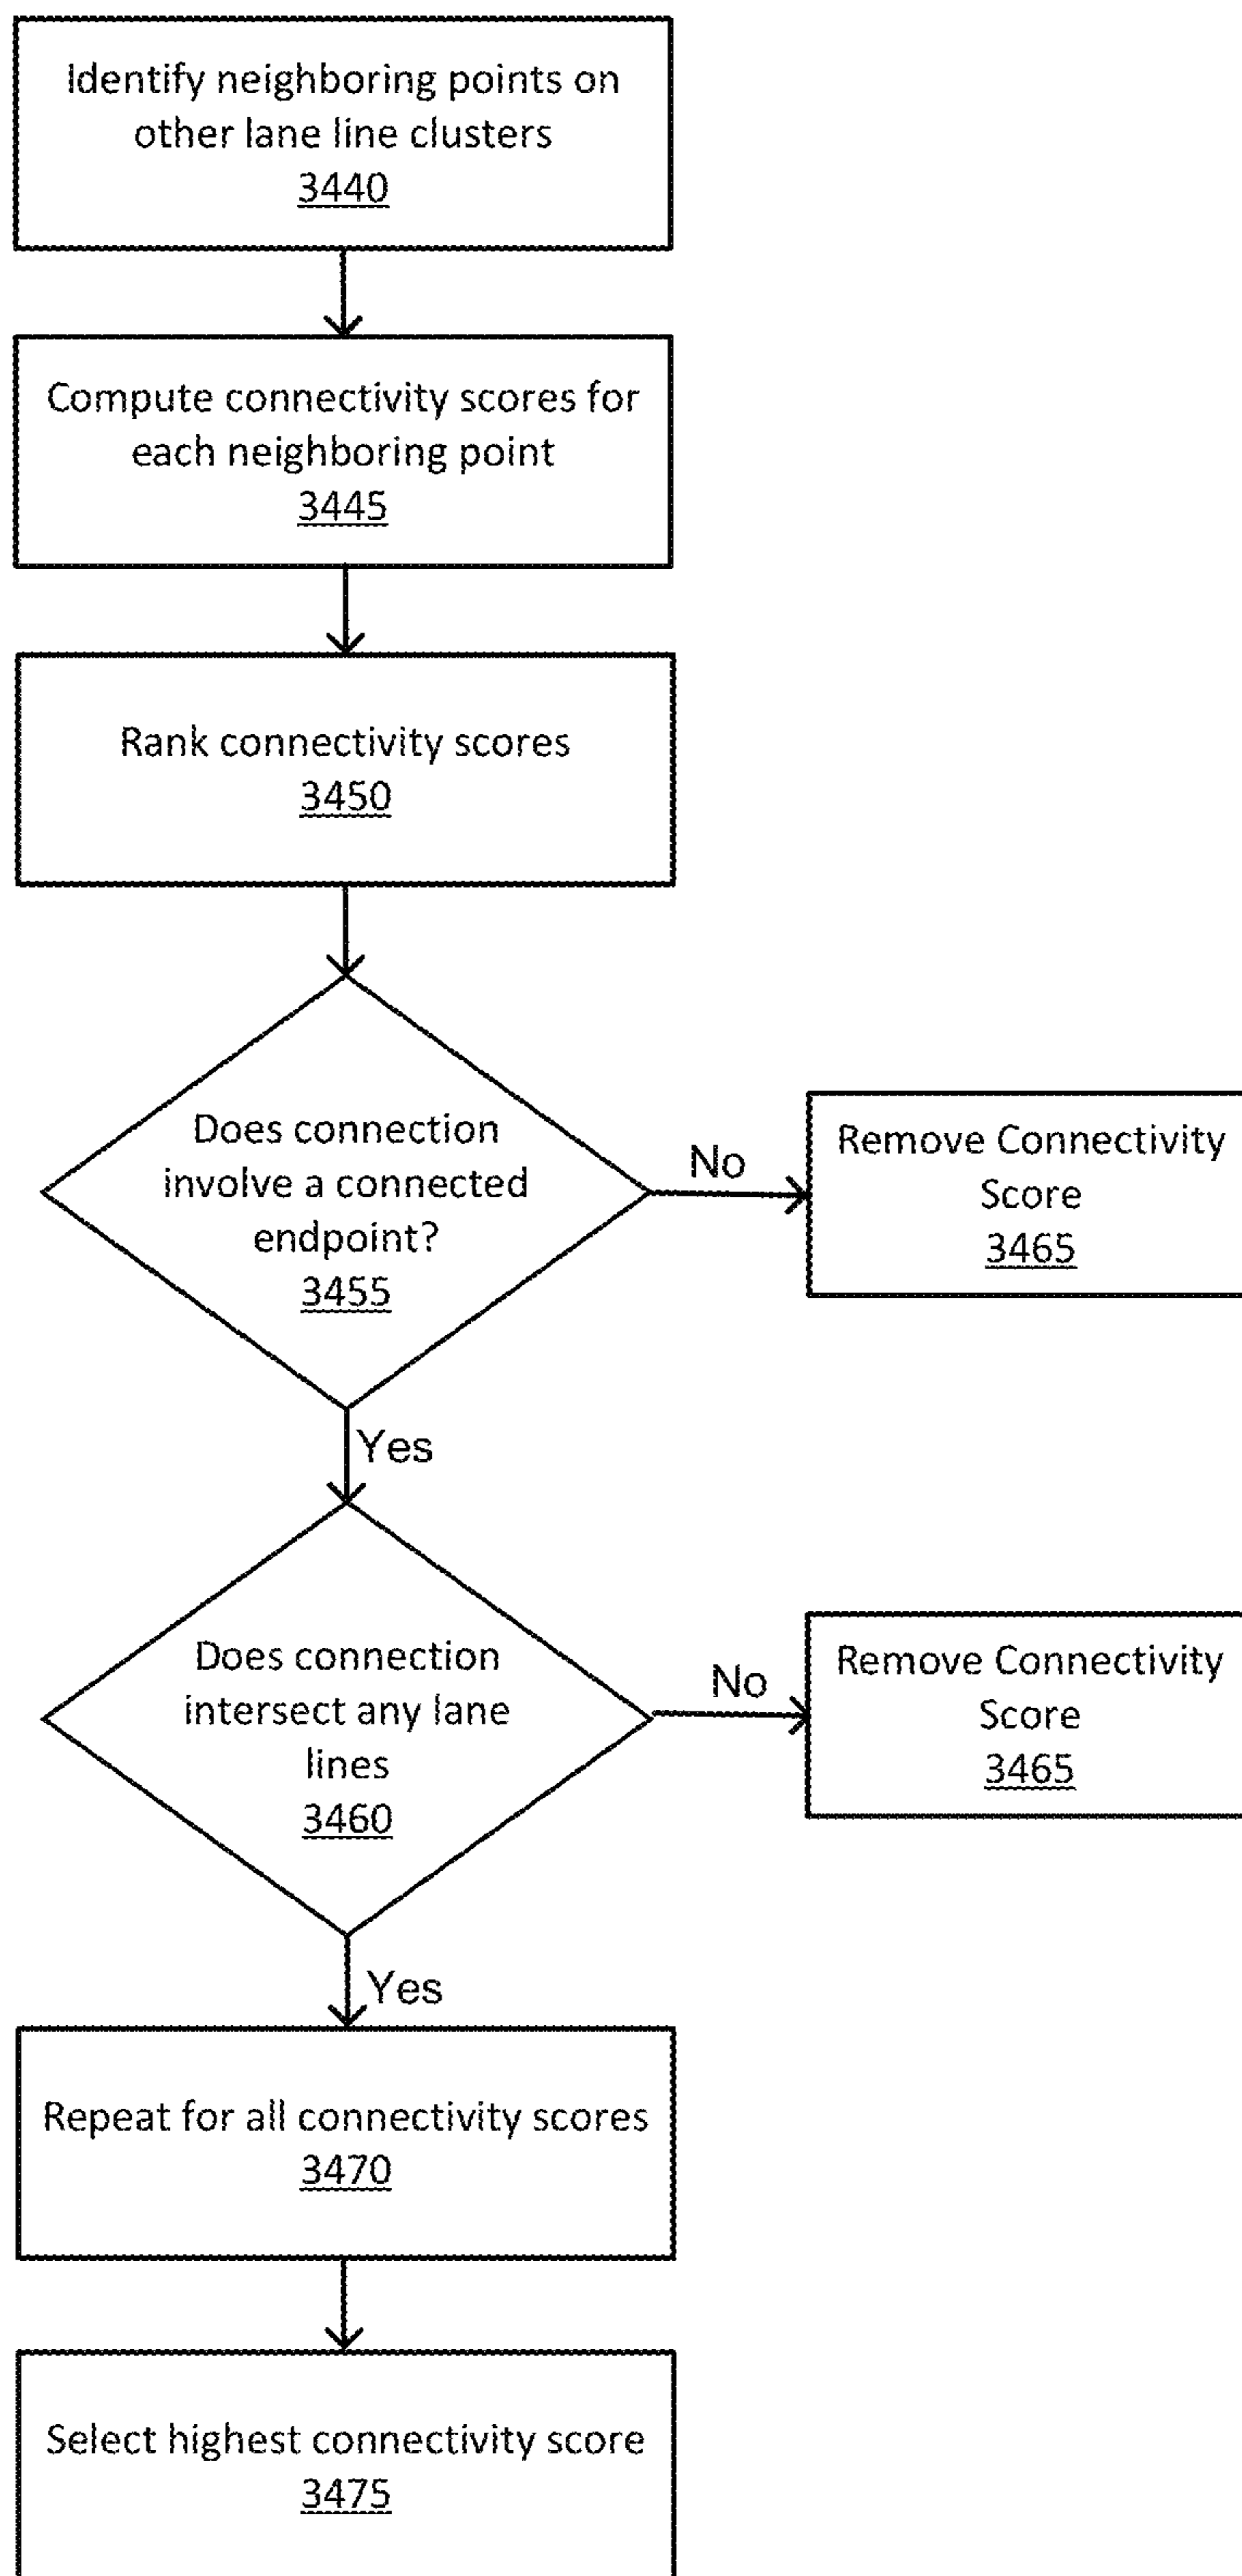 Identify neighboring points on
other lane line clusters
3440
Compute connectivity scores for
each neighboring point
3445
Rank connectivity scores
3450
Does connection
involve a connected
endpoint?
3455
No
Remove Connectivity
Score
3465
Yes
Does connection
intersect any lane
lines
3460
No
Remove Connectivity
Score
3465
Yes
Repeat for all connectivity scores
3470
Select highest connectivity score
3475